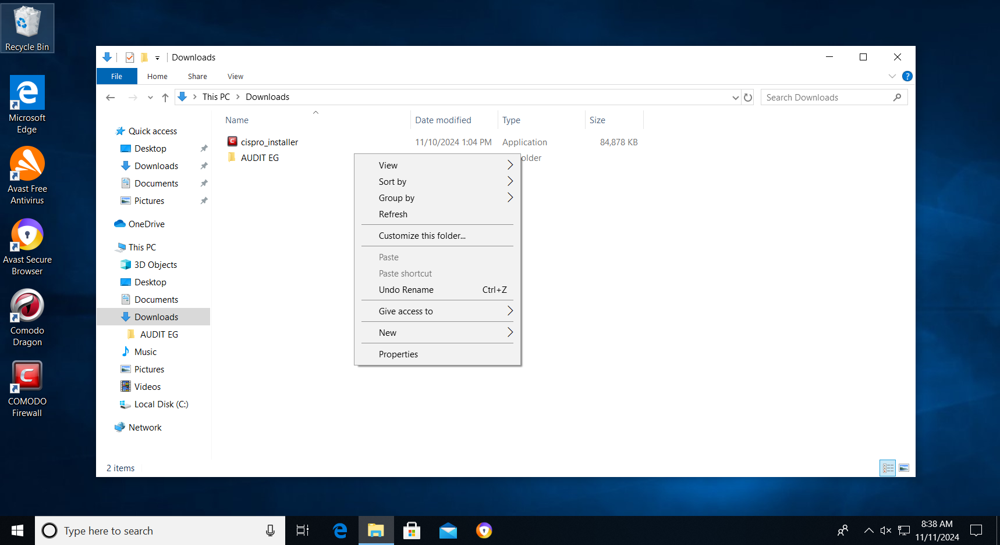 Recycle Bin
Microsoft
Edge
Avast Free
Antivirus
Avast Secure
Browser
Comodo
Dragon
COMODO
Firewall
Downloads
File Home Share View
This PC Downloads
Search Downloads
Quick access
Desktop
Downloads
Documents
Pictures
OneDrive
This PC
3D Objects
Desktop
Documents
Downloads
AUDIT EG
Music
Pictures
Videos
Local Disk (C:)
Network
Name Date modified Type Size
cispro_installer 11/10/2024 1:04 PM Application 84,878 KB
AUDIT EG older
View
Sort by
Group by
Refresh
Customize this folder...
Paste
Paste shortcut
Undo Rename Ctrl+Z
Give access to
New
Properties
2 items
Type here to search
8:38 AM
11/11/2024